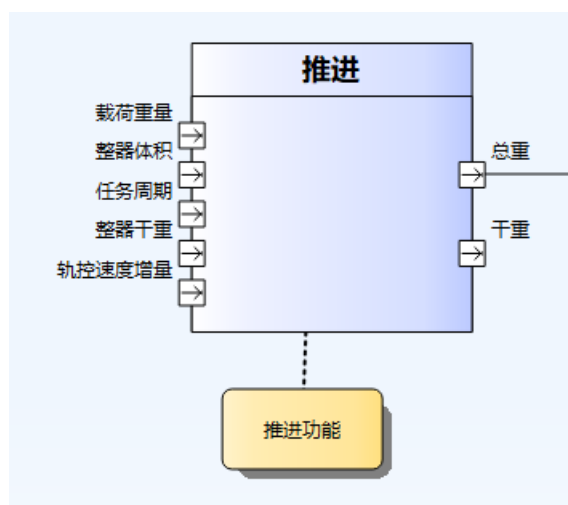 推进
载荷重量
整器体积
任务周期
整器干重
轨控速度增量
总重
干重
推进功能